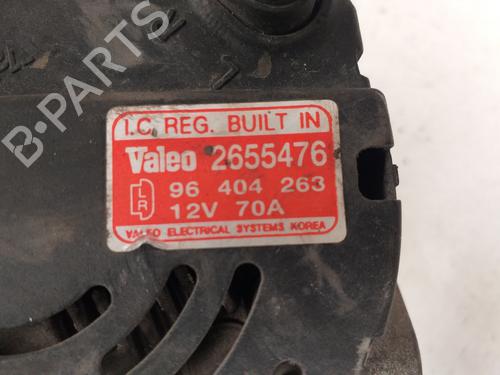 I.C. REG. BUILT IN
Valeo 2655476
L R 96 404 263
12V 70A
VALEO ELECTRICAL SYSTEMS KOREA
B-PARTS